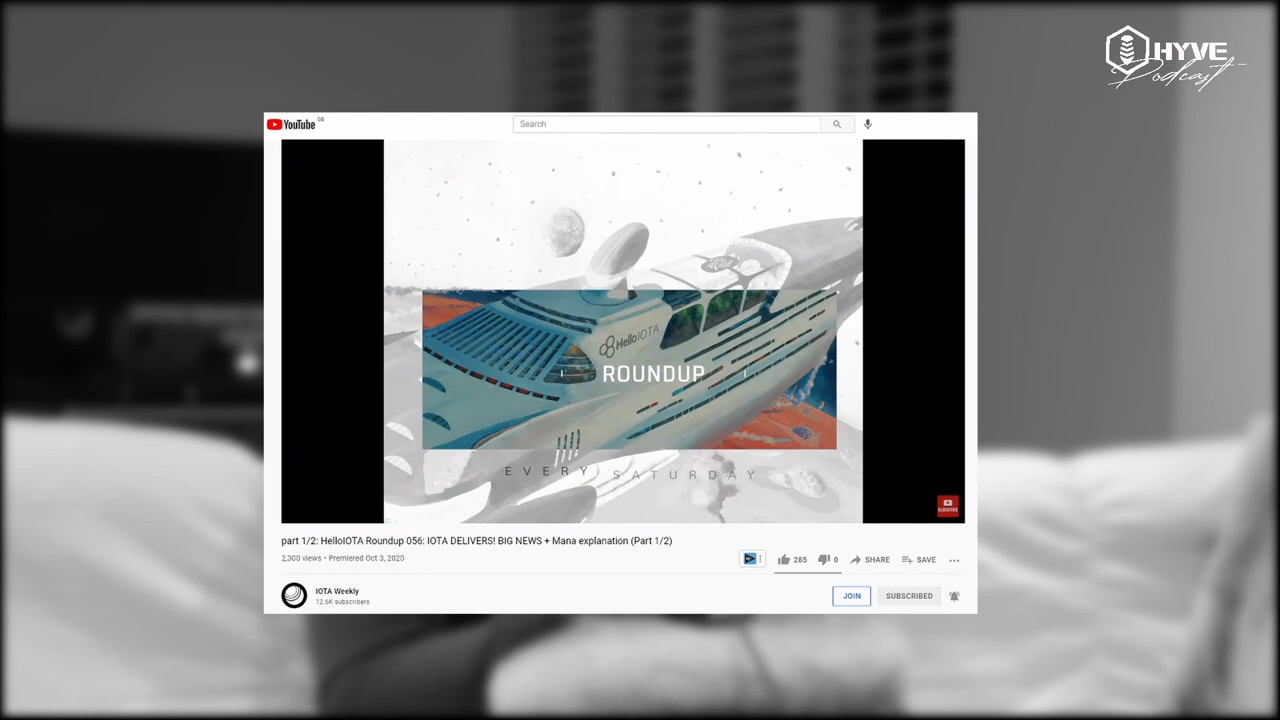 HYVE
Podcast
YouTube GB
Search
HelloIOTA
ROUNDUP
EVERY SATURDAY
SUBSCRIBE
part 1/2: HelloIOTA Roundup 056: IOTA DELIVERS! BIG NEWS + Mana explanation (Part 1/2)
2,300 views • Premiered Oct 3, 2020
285
0
SHARE
SAVE
IOTA Weekly
12.6K subscribers
JOIN
SUBSCRIBED